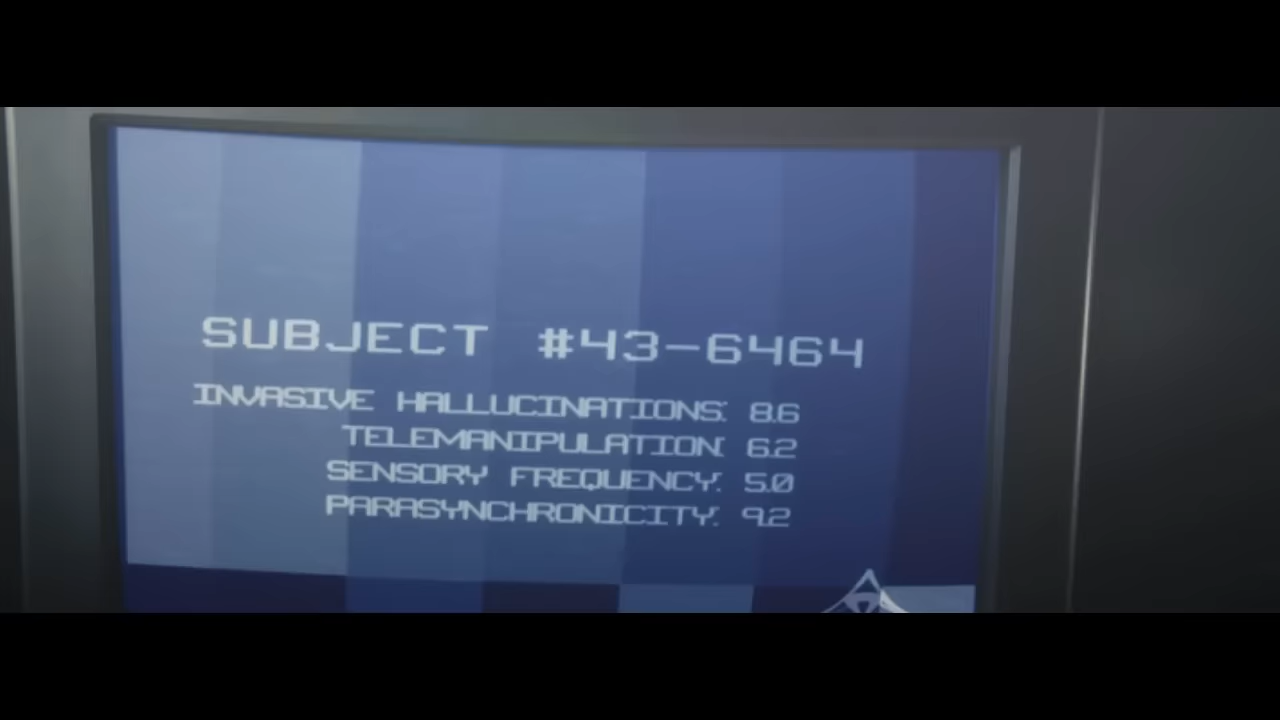 SUBJECT #43-6464
INVASIVE HALLUCINATIONS: 8.6
TELEMANIPULATION: 6.2
SENSORY FREQUENCY: 5.0
PARASYNCHRONICITY: 9.2